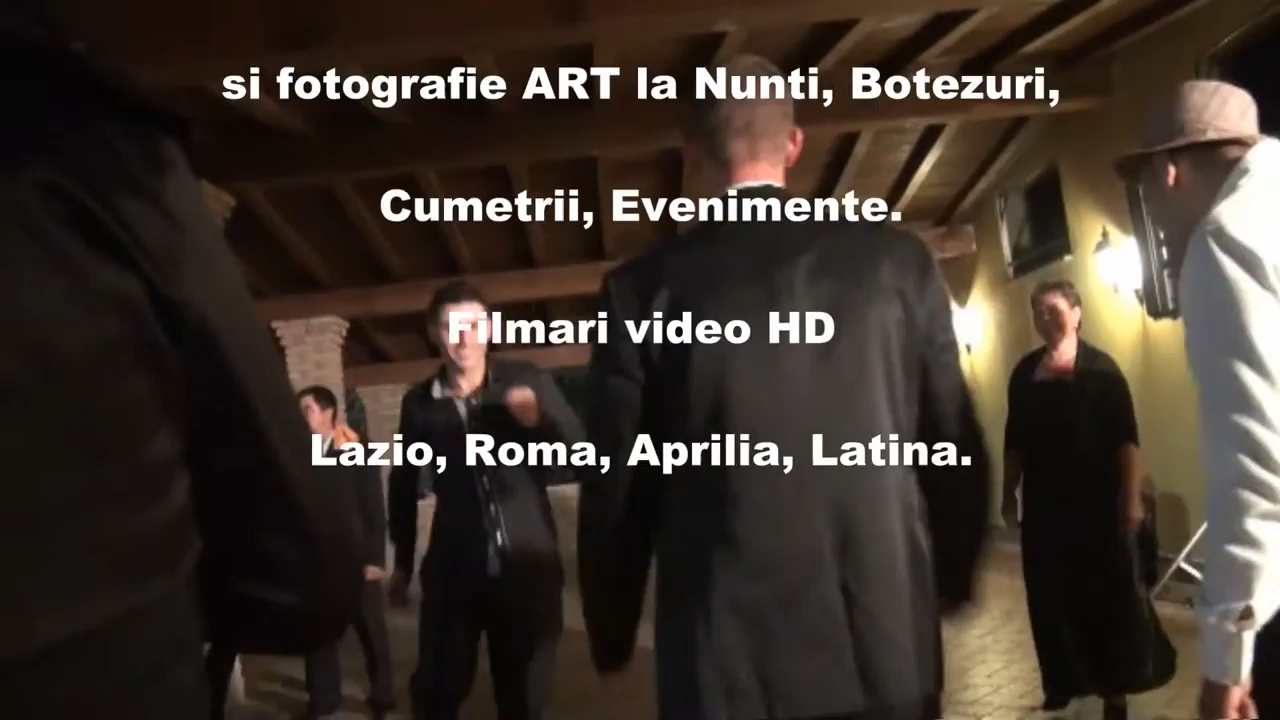 si fotografie ART la Nunti, Botezuri,
Cumetrii, Evenimente.
Filmari video HD
Lazio, Roma, Aprilia, Latina.